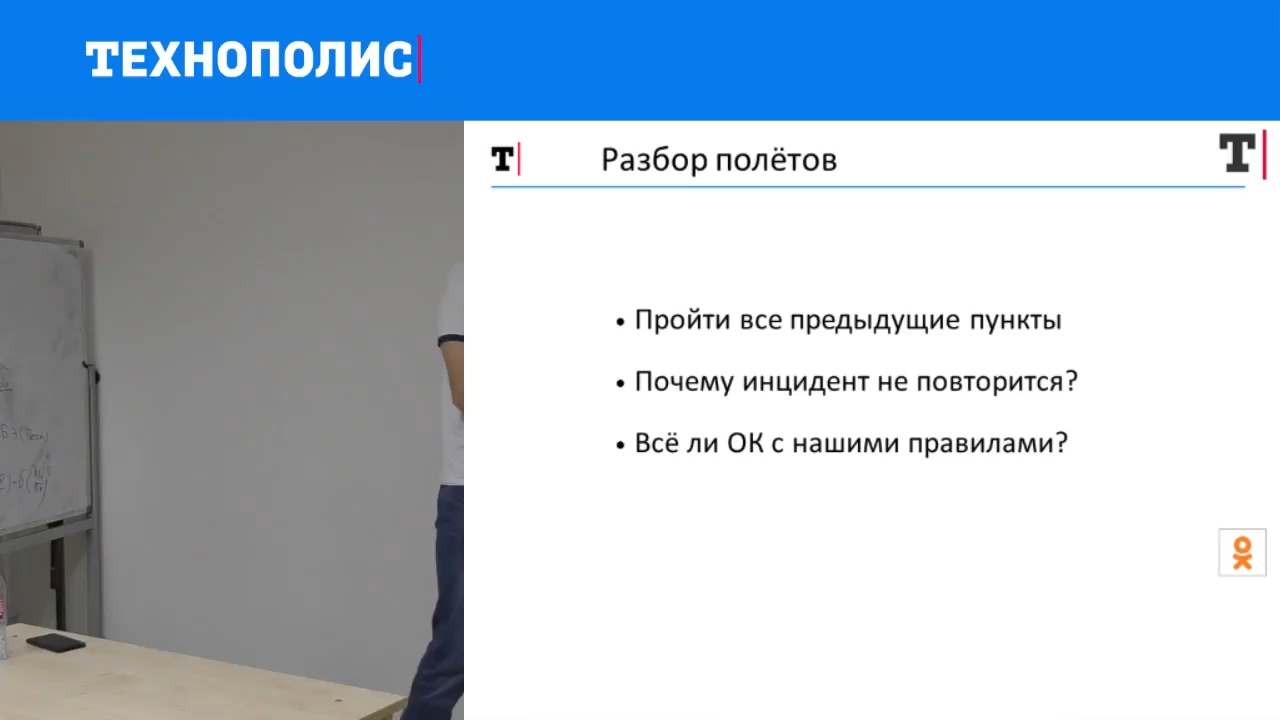 ТЕХНОПОЛИС
Т
Разбор полётов
Т
• Пройти все предыдущие пункты
• Почему инцидент не повторится?
• Всё ли ОК с нашими правилами?